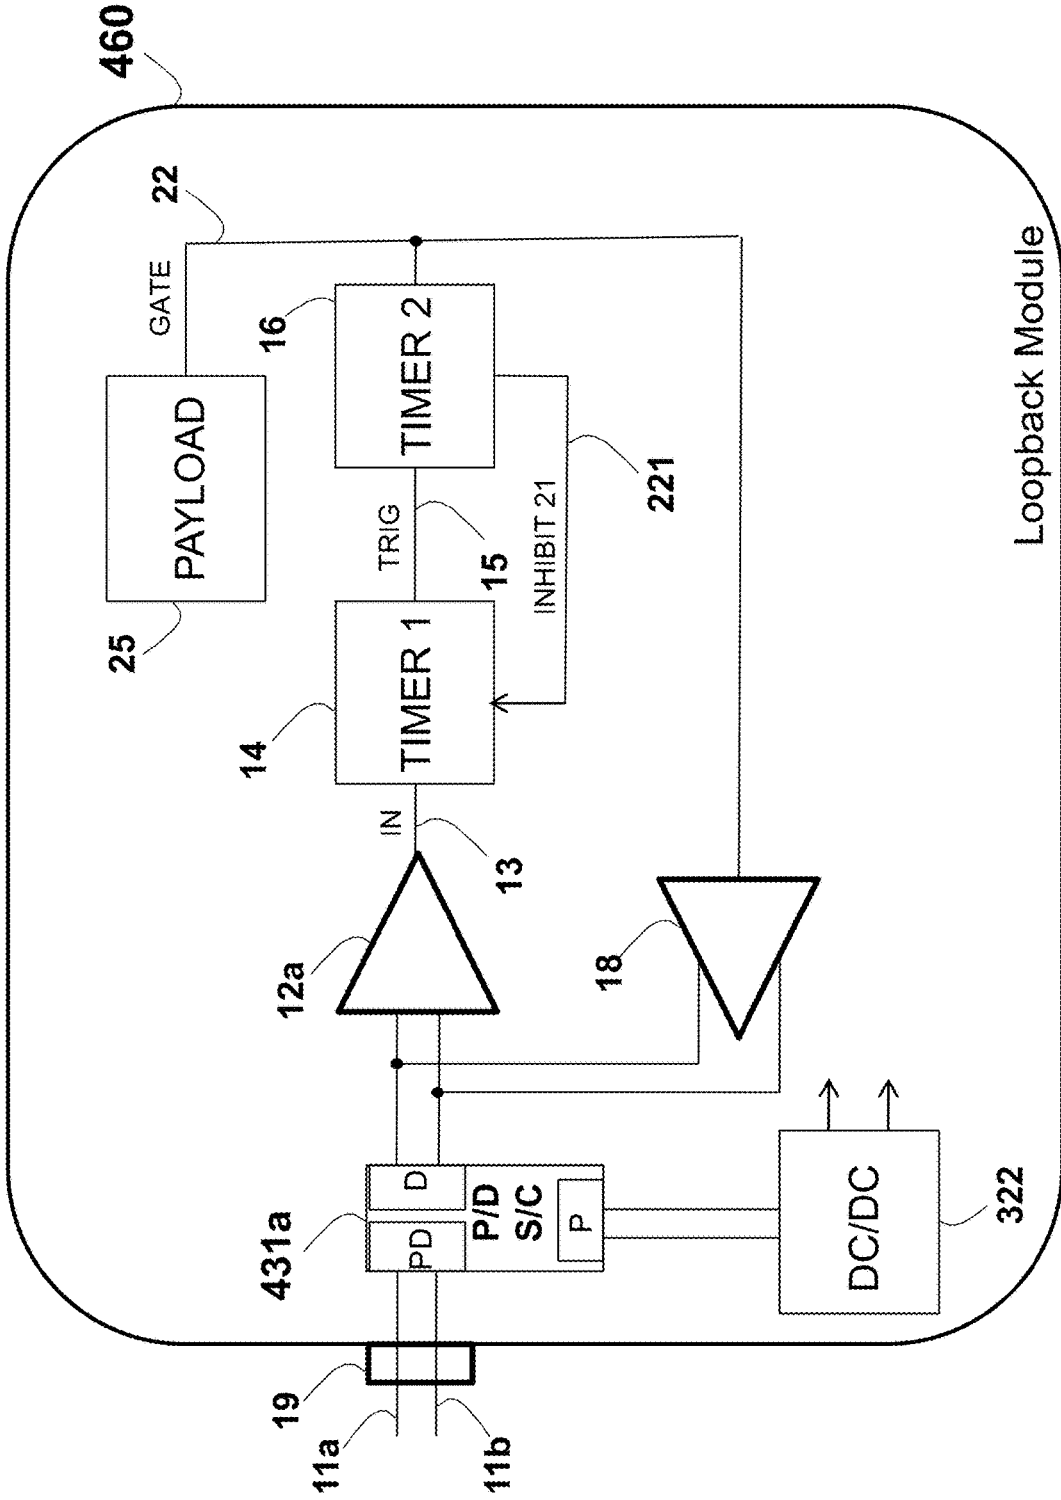 460
22
GATE
PAYLOAD
25
16
TIMER 2
TRIG
15
INHIBIT 21
221
14
TIMER 1
IN
13
12a
18
431a
PD
D
P/D
S/C
P
DC/DC
322
19
11a
11b
Loopback Module